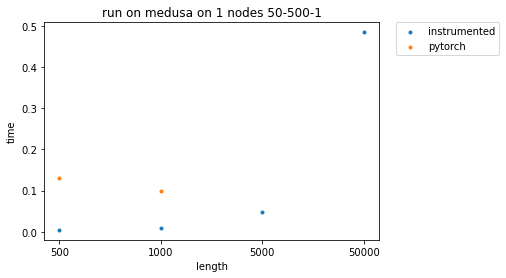 run on medusa on 1 nodes 50-500-1
instrumented
pytorch
0.5
0.4
0.3
0.2
0.1
0.0
time
500 1000 5000 50000
length